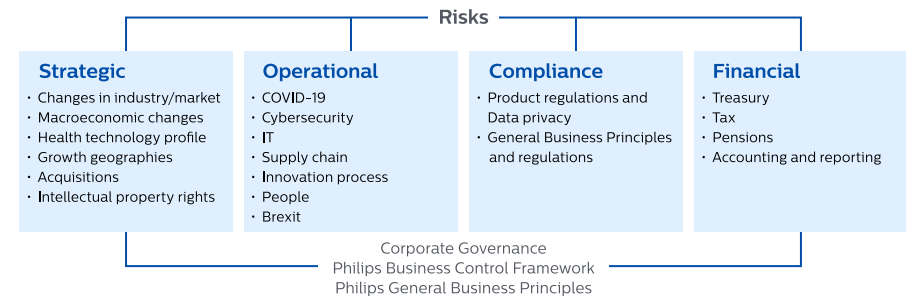 Risks
Strategic
· Changes in industry/market
· Macroeconomic changes
· Health technology profile
· Growth geographies
· Acquisitions
· Intellectual property rights
Operational
· COVID-19
· Cybersecurity
· IT
· Supply chain
· Innovation process
· People
· Brexit
Compliance
· Product regulations and
Data privacy
· General Business Principles
and regulations
Financial
· Treasury
· Tax
· Pensions
· Accounting and reporting
Corporate Governance
Philips Business Control Framework
Philips General Business Principles